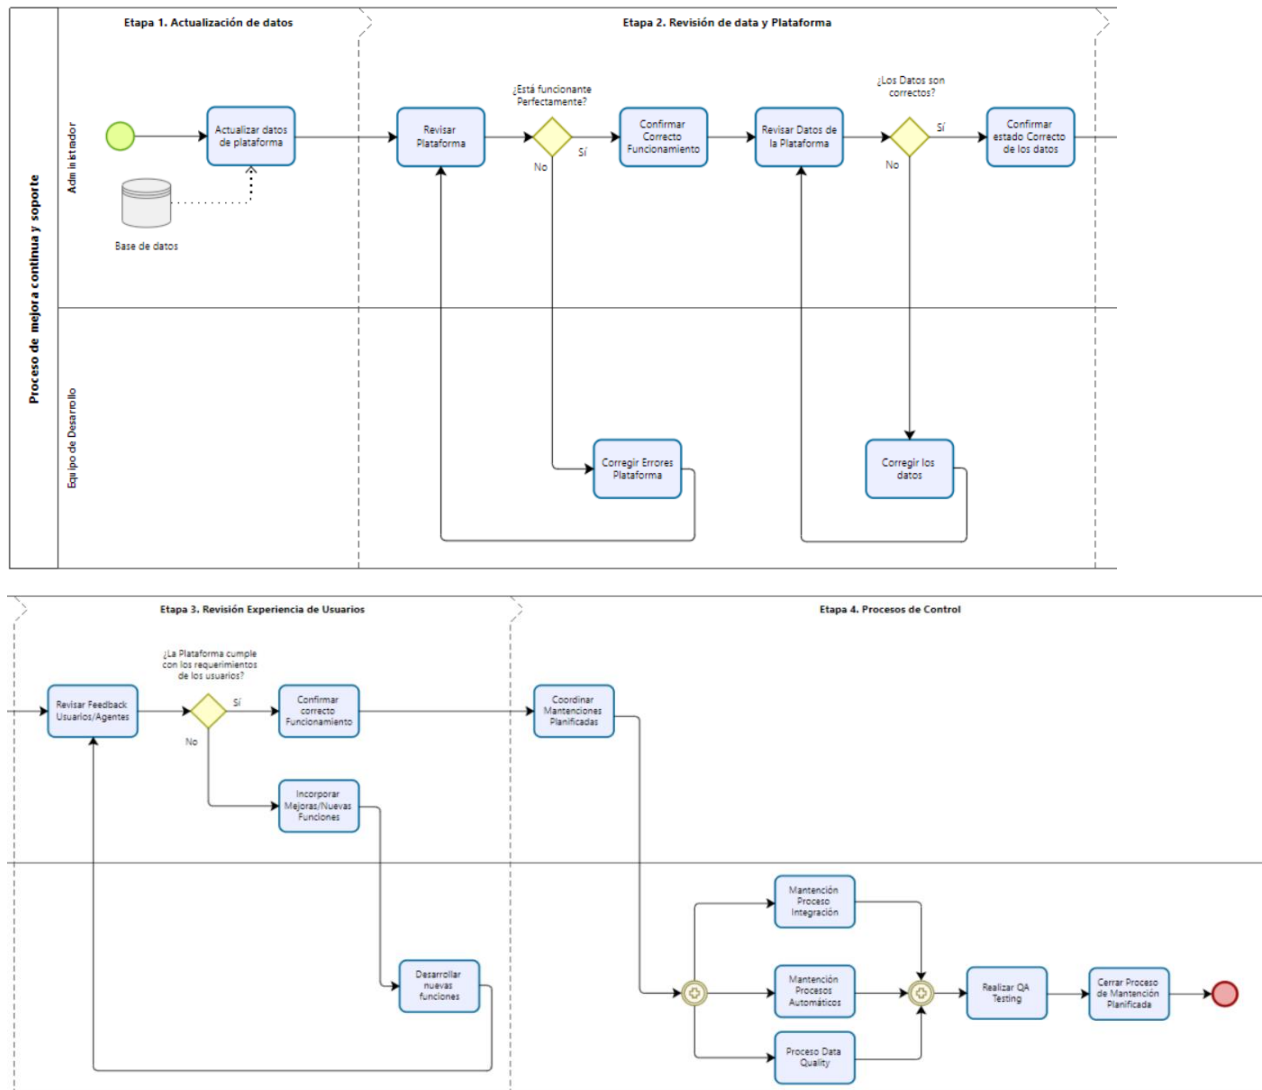 Etapa 1. Actualización de datos
Etapa 2. Revisión de data y Plataforma
Proceso de mejora continua y soporte
Administrador
Actualizar datos
de plataforma
Base de datos
Revisar
Plataforma
¿Está funcionante
Perfectamente?
Sí
No
Confirmar
Correcto
Funcionamiento
Revisar Datos de
la Plataforma
¿Los Datos son
correctos?
Sí
No
Confirmar
estado Correcto
de los datos
Equipo de Desarrollo
Corregir Errores
Plataforma
Corregir los
datos
Etapa 3. Revisión Experiencia de Usuarios
Etapa 4. Procesos de Control
Revisar Feedback
Usuarios/Agentes
¿La Plataforma cumple
con los requerimientos
de los usuarios?
Sí
No
Confirmar
correcto
Funcionamiento
Incorporar
Mejoras/Nuevas
Funciones
Desarrollar
nuevas
funciones
Coordinar
Mantenciones
Planificadas
Mantención
Proceso
Integración
Mantención
Procesos
Automáticos
Proceso Data
Quality
Realizar QA
Testing
Cerrar Proceso
de Mantención
Planificada